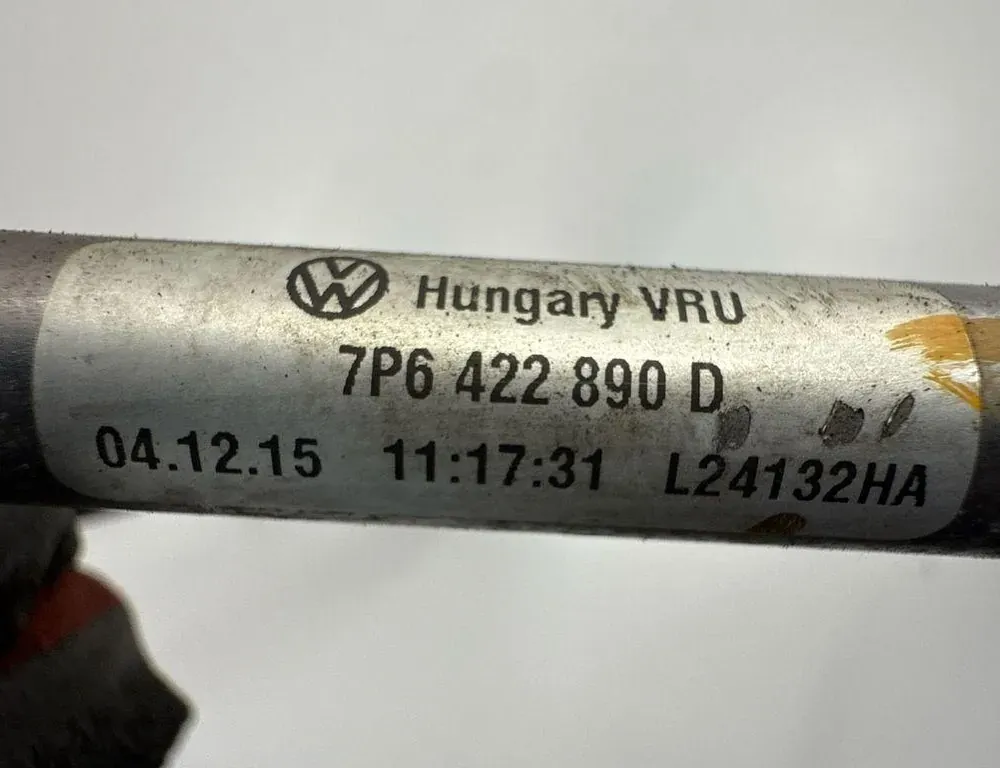 Hungary VRU
7P6 422 890 D
04.12.15 11:17:31 L24132HA